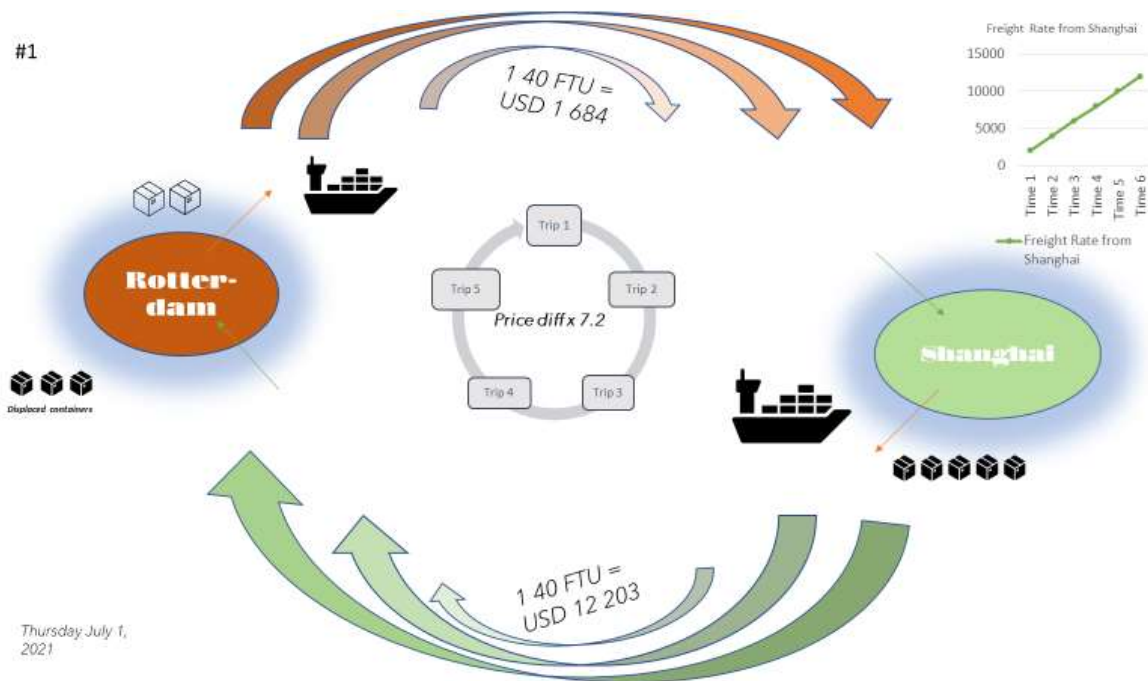 #1
1 40 FTU =
USD 1 684
Freight Rate from Shanghai
15000
10000
5000
0
Time 1
Time 2
Time 3
Time 4
Time 5
Time 6
Freight Rate from
Shanghai
Rotter-
dam
Displaced containers
Trip 1
Trip 2
Trip 3
Trip 4
Trip 5
Price diff x 7.2
Shanghai
1 40 FTU =
USD 12 203
Thursday July 1,
2021